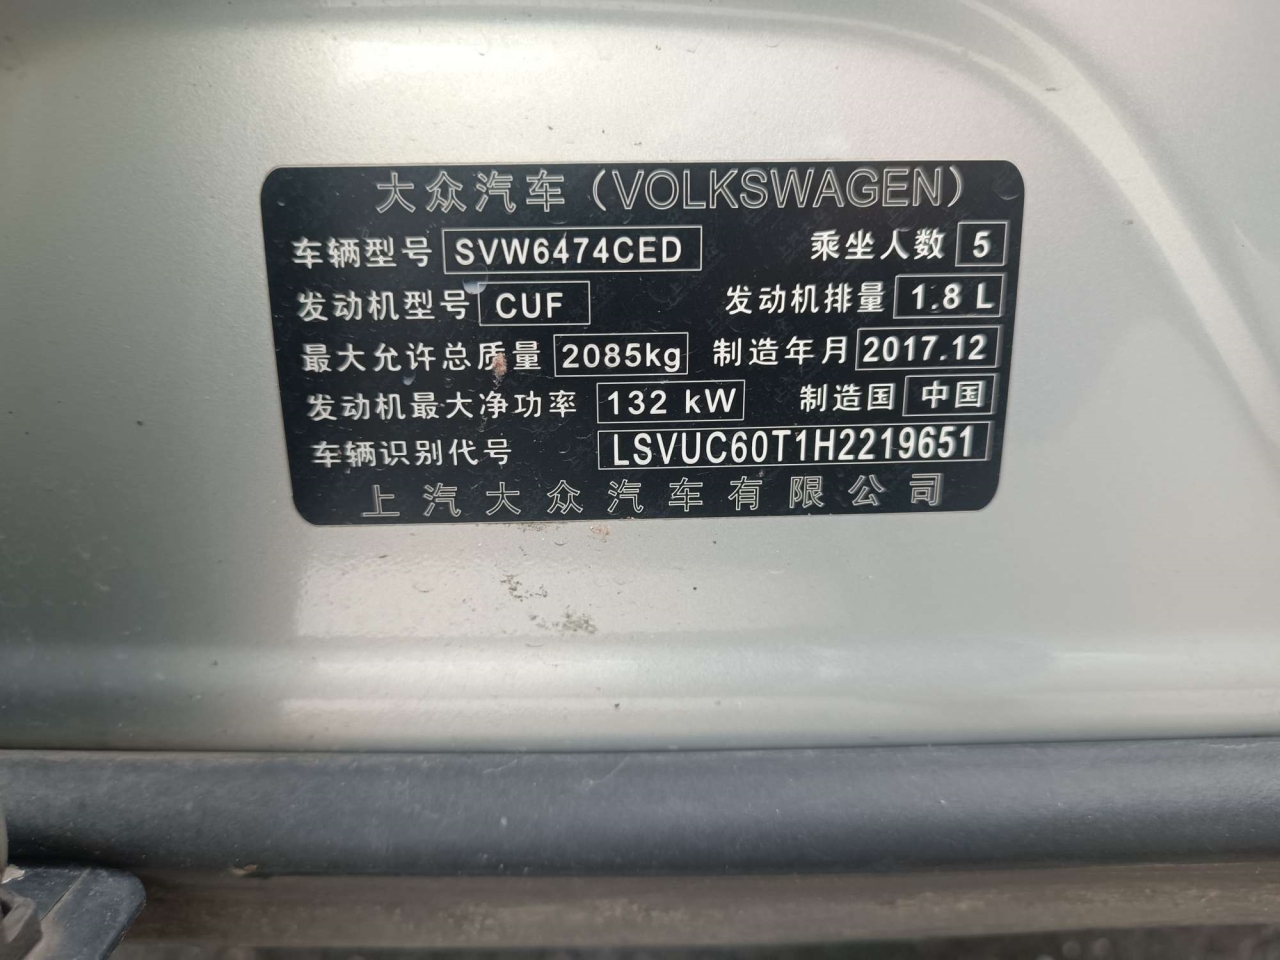 大众汽车（VOLKSWAGEN）
车辆型号 SVW6474CED 乘坐人数 5
发动机型号 CUF 发动机排量 1.8 L
最大允许总质量 2085kg 制造年月 2017.12
发动机最大净功率 132 kW 制造国 中国
车辆识别代号 LSVUC60T1H2219651
上汽大众汽车有限公司